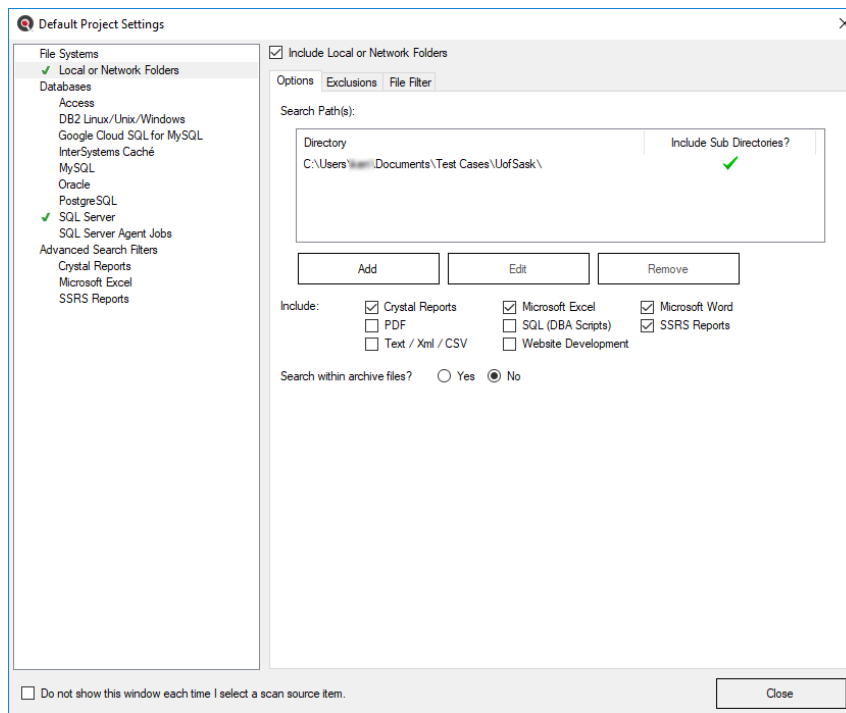 Default Project Settings
File Systems
Local or Network Folders
Databases
Access
DB2 Linux/Unix/Windows
Google Cloud SQL for MySQL
InterSystems Caché
MySQL
Oracle
PostgreSQL
SQL Server
SQL Server Agent Jobs
Advanced Search Filters
Crystal Reports
Microsoft Excel
SSRS Reports
Include Local or Network Folders
Options Exclusions File Filter
Search Path(s):
Directory Include Sub Directories?
C:\Users\ Documents\Test Cases\UofSask\
Add Edit Remove
Include: Crystal Reports Microsoft Excel Microsoft Word
PDF SQL (DBA Scripts) SSRS Reports
Text / Xml / CSV Website Development
Search within archive files? Yes No
Do not show this window each time I select a scan source item. Close